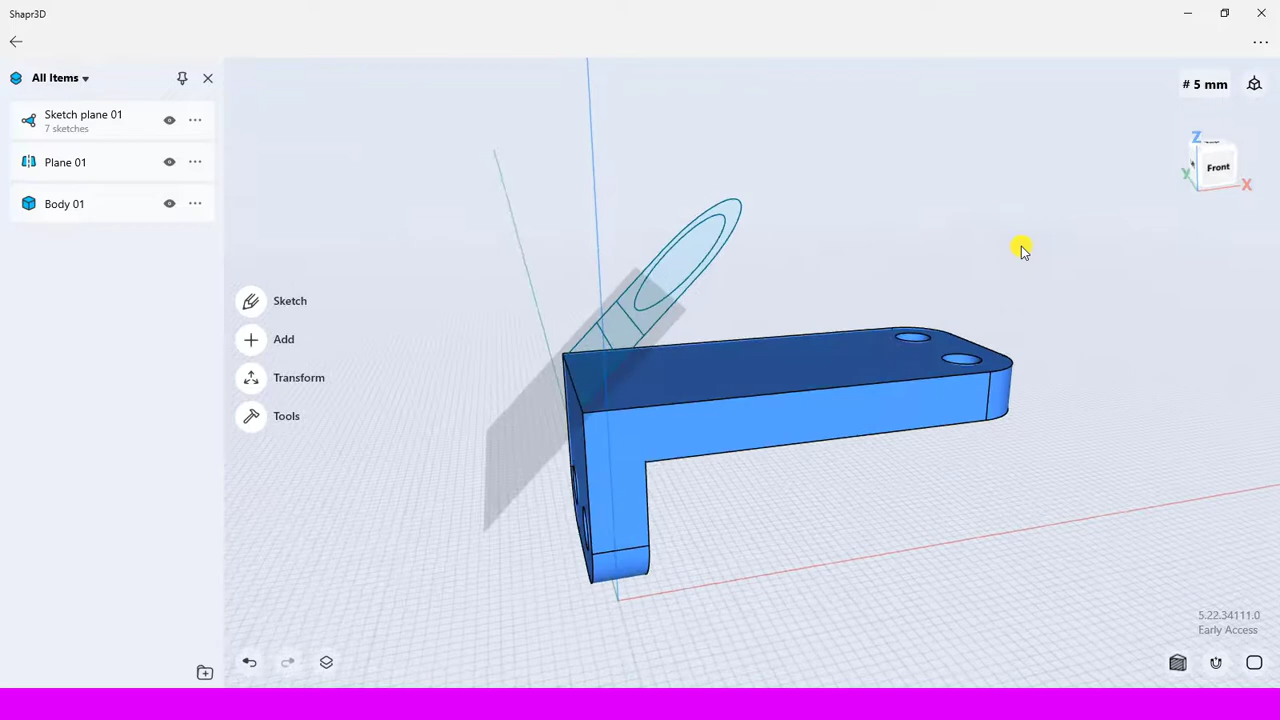 Shapr3D
All Items
# 5 mm
Sketch plane 01
7 sketches
Z
Front
Y
X
Plane 01
Body 01
Sketch
Add
Transform
Tools
5.22.34111.0
Early Access